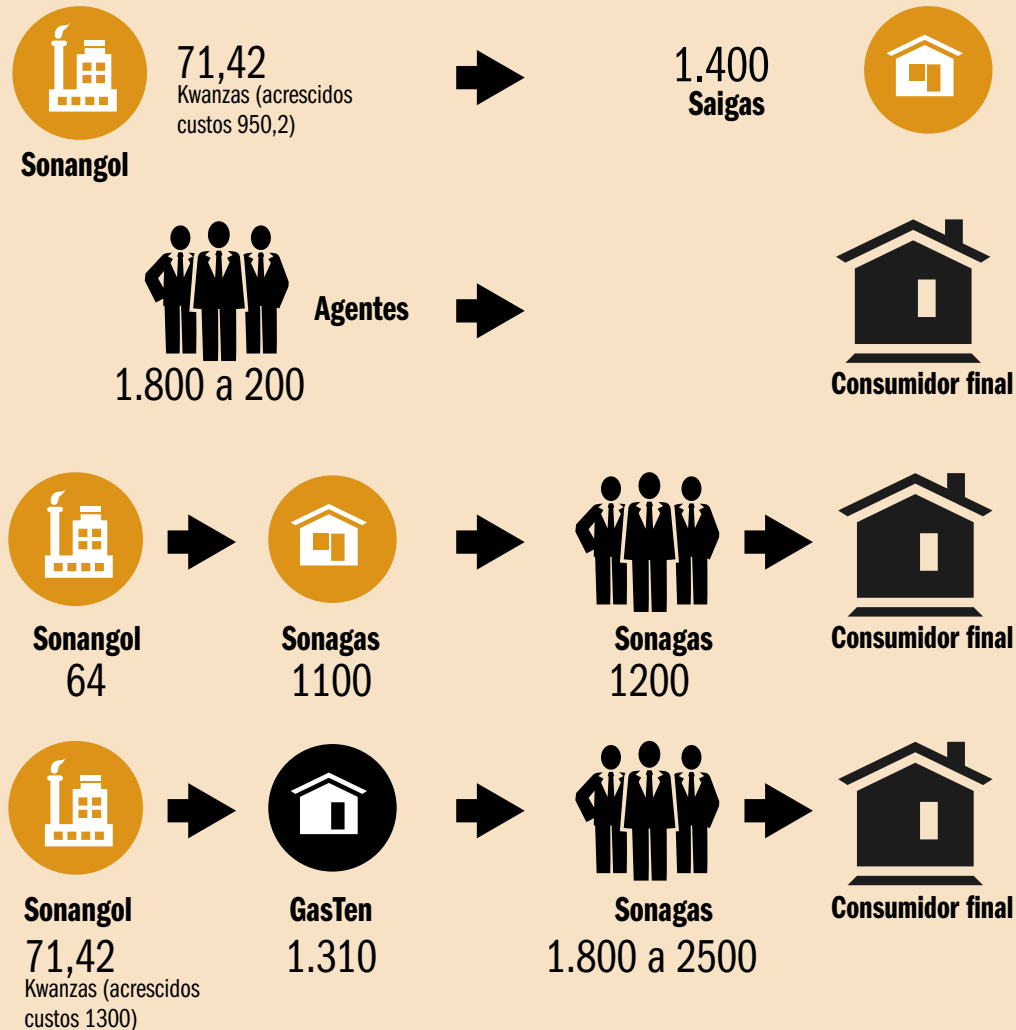 71,42
Kwanzas (acrescidos
custos 950,2)
Sonangol
1.400
Saigas
Agentes
1.800 a 200
Consumidor final
Sonangol
64
Sonagas
1100
Sonagas
1200
Consumidor final
Sonangol
71,42
Kwanzas (acrescidos
custos 1300)
GasTen
1.310
Sonagas
1.800 a 2500
Consumidor final